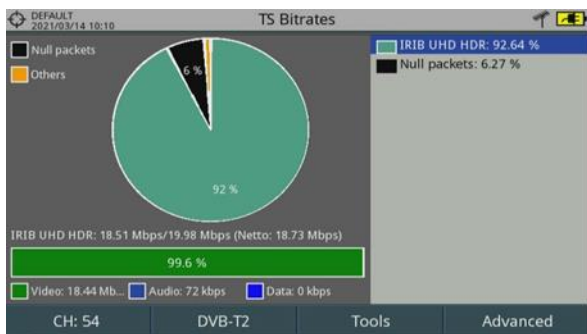 DEFAULT
2021/03/14 10:10
TS Bitrates
Null packets
Others
6 %
92 %
IRIB UHD HDR: 92.64 %
Null packets: 6.27 %
IRIB UHD HDR: 18.51 Mbps/19.98 Mbps (Netto: 18.73 Mbps)
99.6 %
Video: 18.44 Mb... Audio: 72 kbps Data: 0 kbps
CH: 54 DVB-T2 Tools Advanced